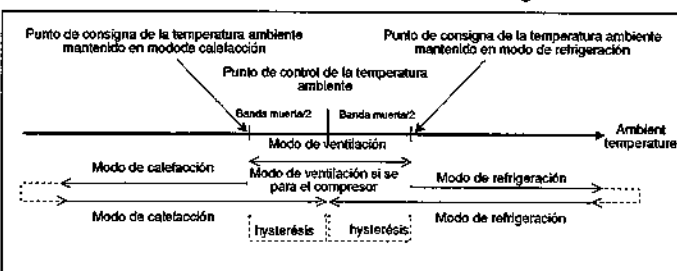 Punto de consigna de la temperatura ambiente
mantenido en modode calefacción
Punto de consigna de la temperatura ambiente
mantenido en modo de refrigeración
Punto de control de la temperatura
ambiente
Banda muerta/2
Banda muerta/2
Ambient
temperature
Modo de ventilación
Modo de calefacción
Modo de ventilación si se
para el compresor
Modo de refrigeración
Modo de calefacción
Modo de refrigeración
hysterésis
hysterésis